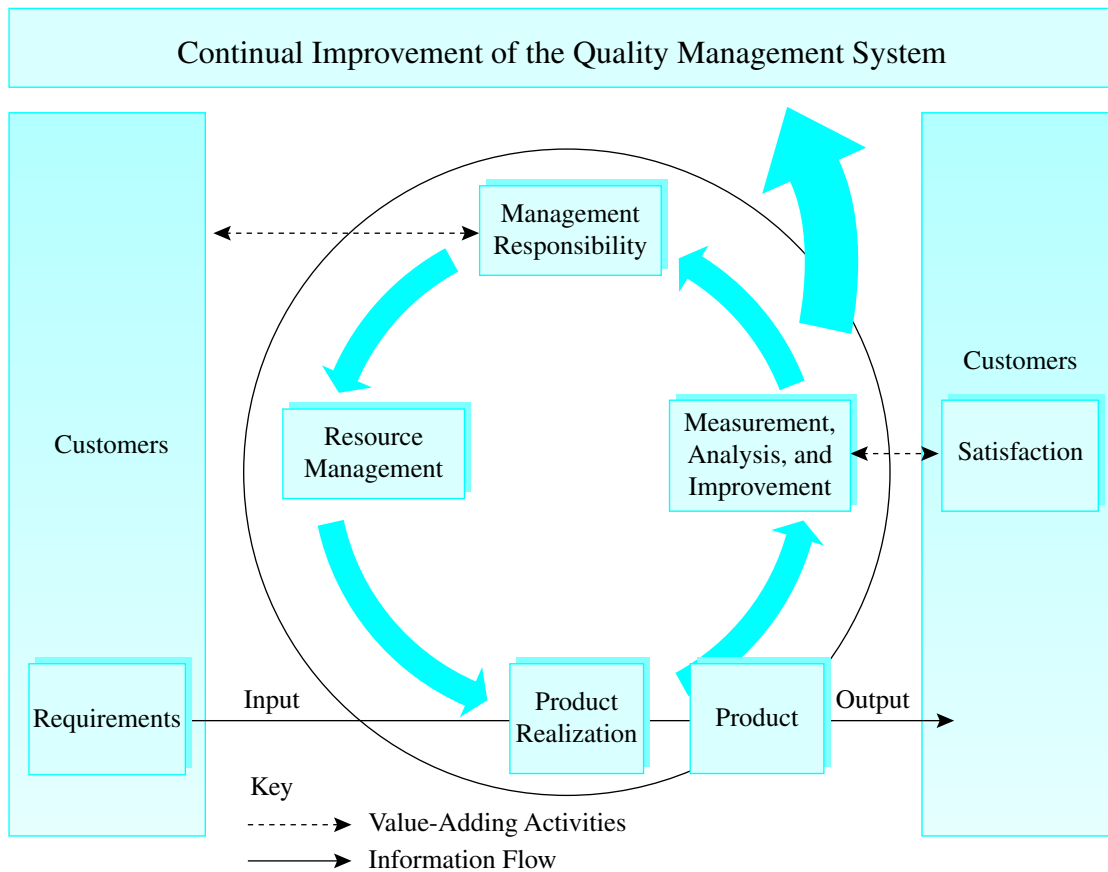 Continual Improvement of the Quality Management System
Management
Responsibility
Customers
Customers
Resource
Management
Measurement,
Analysis, and
Improvement
Satisfaction
Requirements
Input
Product
Realization
Product
Output
Key
Value-Adding Activities
Information Flow